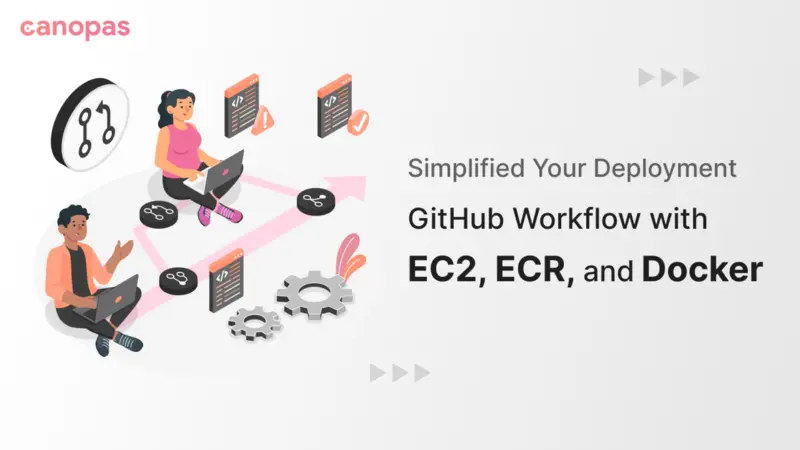 canopas
Simplified Your Deployment
GitHub Workflow with
EC2, ECR, and Docker